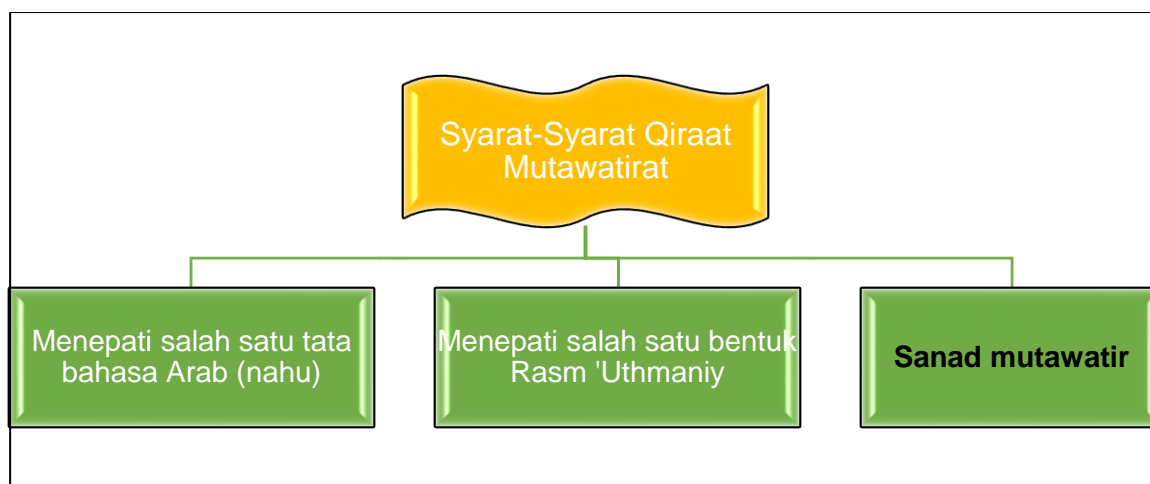 Syarat-Syarat Qiraat
Mutawatirat
Menepati salah satu tata
bahasa Arab (nahu)
Menepati salah satu bentuk
Rasm 'Uthmaniy
Sanad mutawatir